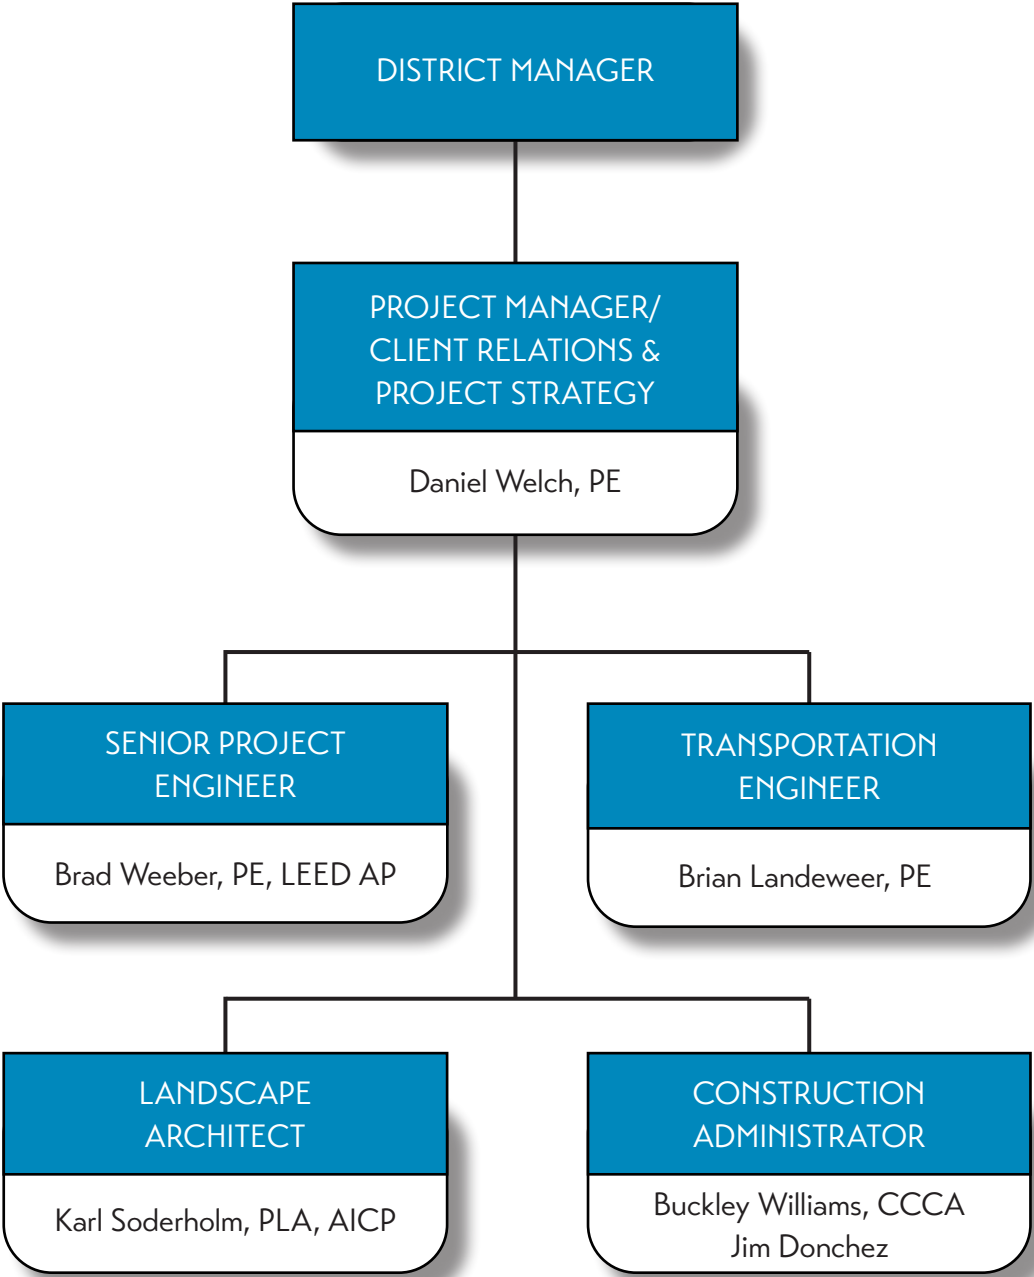 DISTRICT MANAGER
PROJECT MANAGER/
CLIENT RELATIONS &
PROJECT STRATEGY
Daniel Welch, PE
SENIOR PROJECT
ENGINEER
Brad Weeber, PE, LEED AP
TRANSPORTATION
ENGINEER
Brian Landeweer, PE
LANDSCAPE
ARCHITECT
Karl Soderholm, PLA, AICP
CONSTRUCTION
ADMINISTRATOR
Buckley Williams, CCCA
Jim Donchez